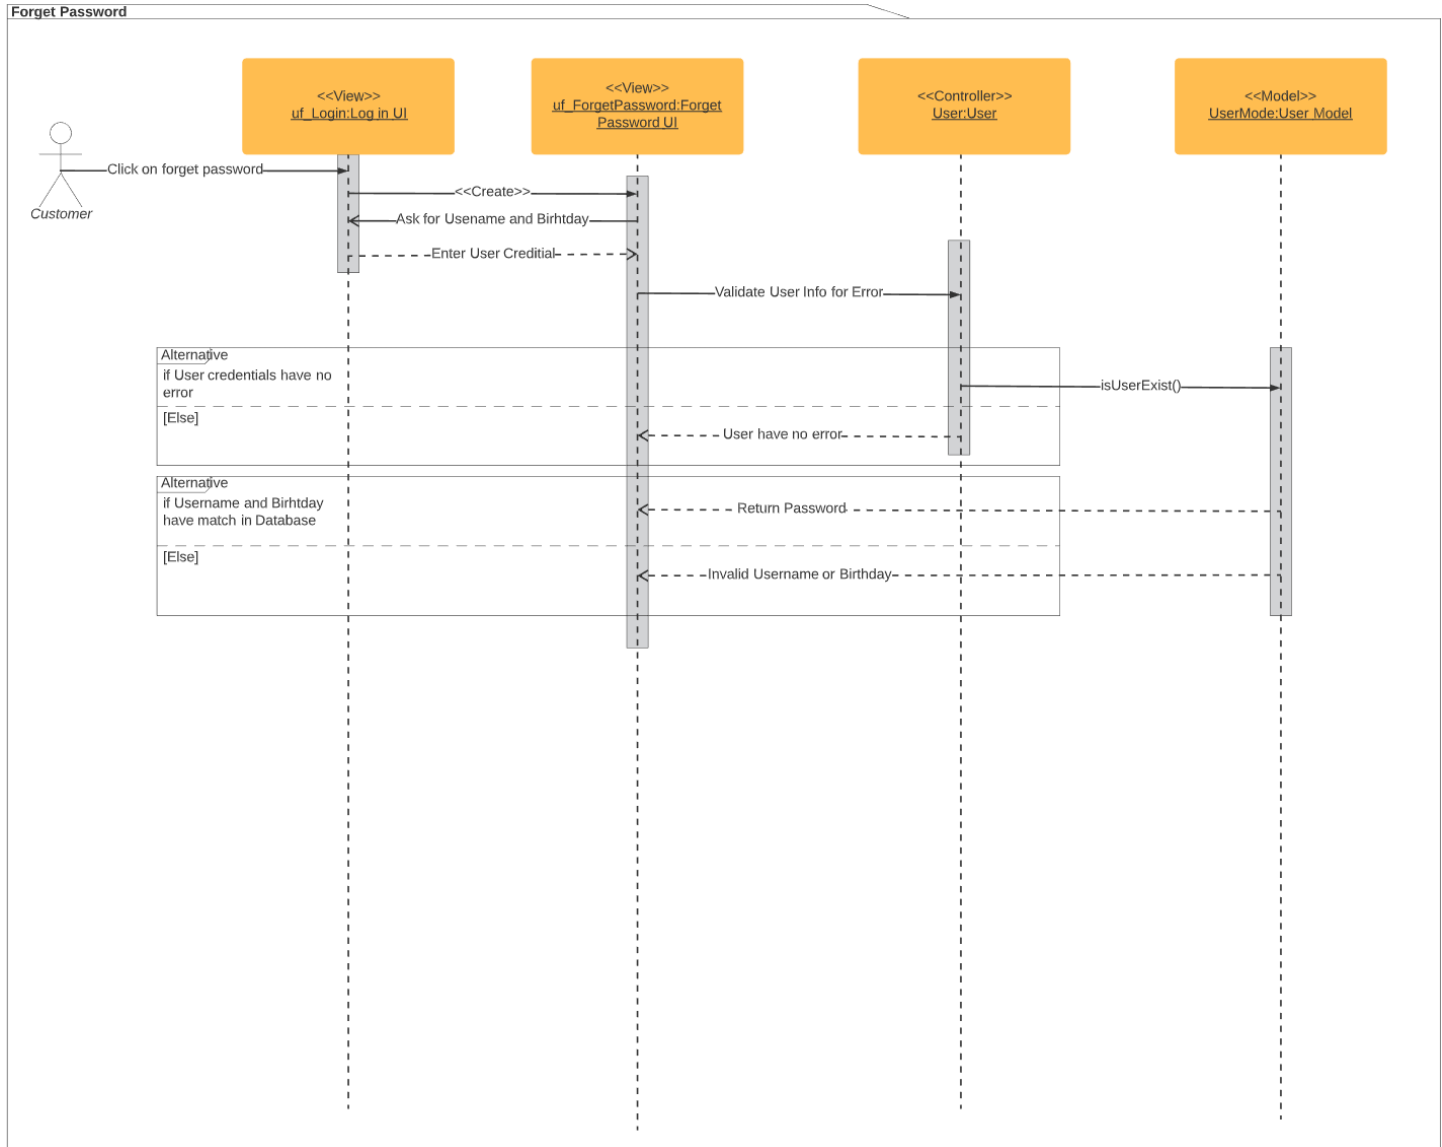 Forget Password
<<View>>
uf_Login:Log in UI
<<View>>
uf_ForgetPassword:Forget
Password UI
<<Controller>>
User:User
<<Model>>
UserMode:User Model
Customer
Click on forget password
<<Create>>
Ask for Usename and Birhtday
Enter User Creditial
Validate User Info for Error
Alternative
if User credentials have no
error
isUserExist()
[Else]
User have no error
Alternative
if Username and Birhtday
have match in Database
Return Password
[Else]
Invalid Username or Birthday